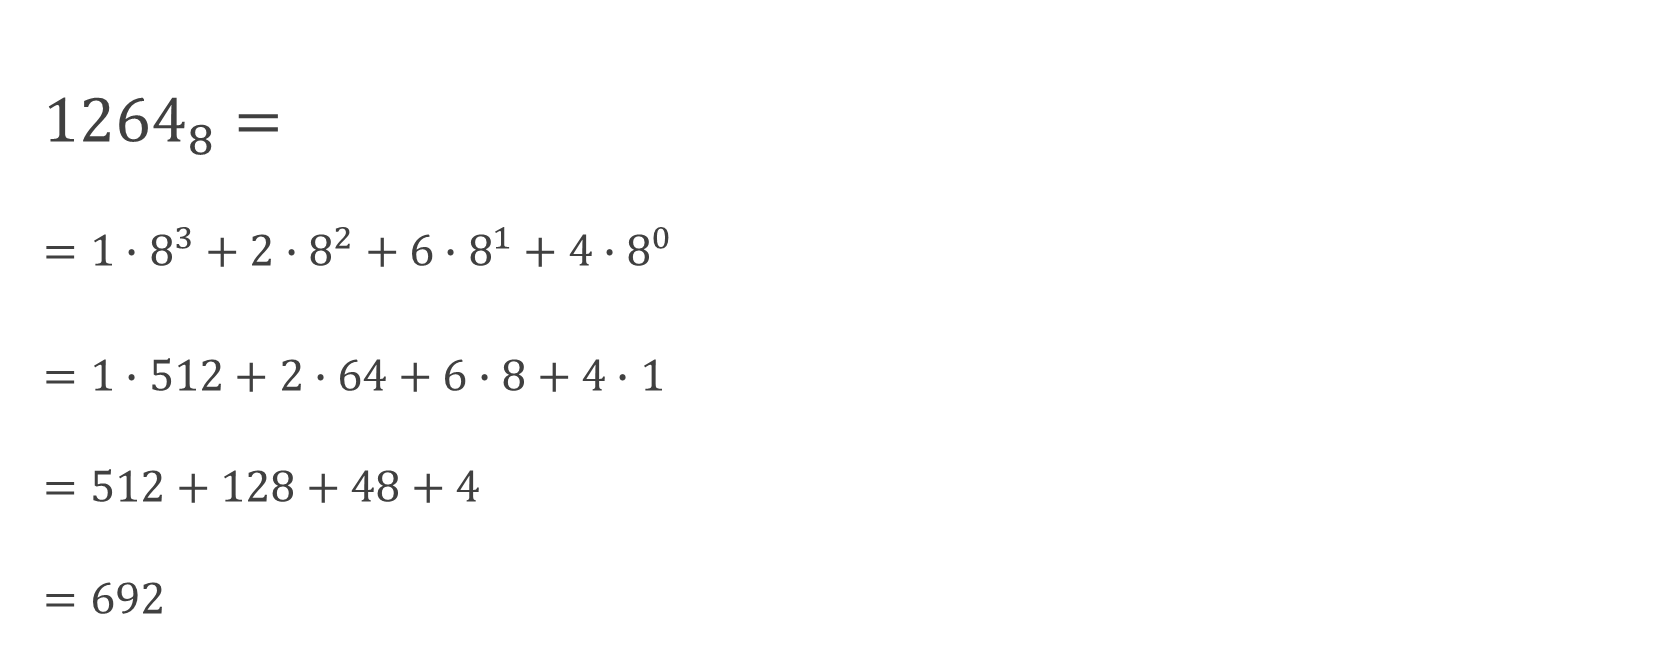 1264₈ =
= 1 · 8³ + 2 · 8² + 6 · 8¹ + 4 · 8⁰
= 1 · 512 + 2 · 64 + 6 · 8 + 4 · 1
= 512 + 128 + 48 + 4
= 692